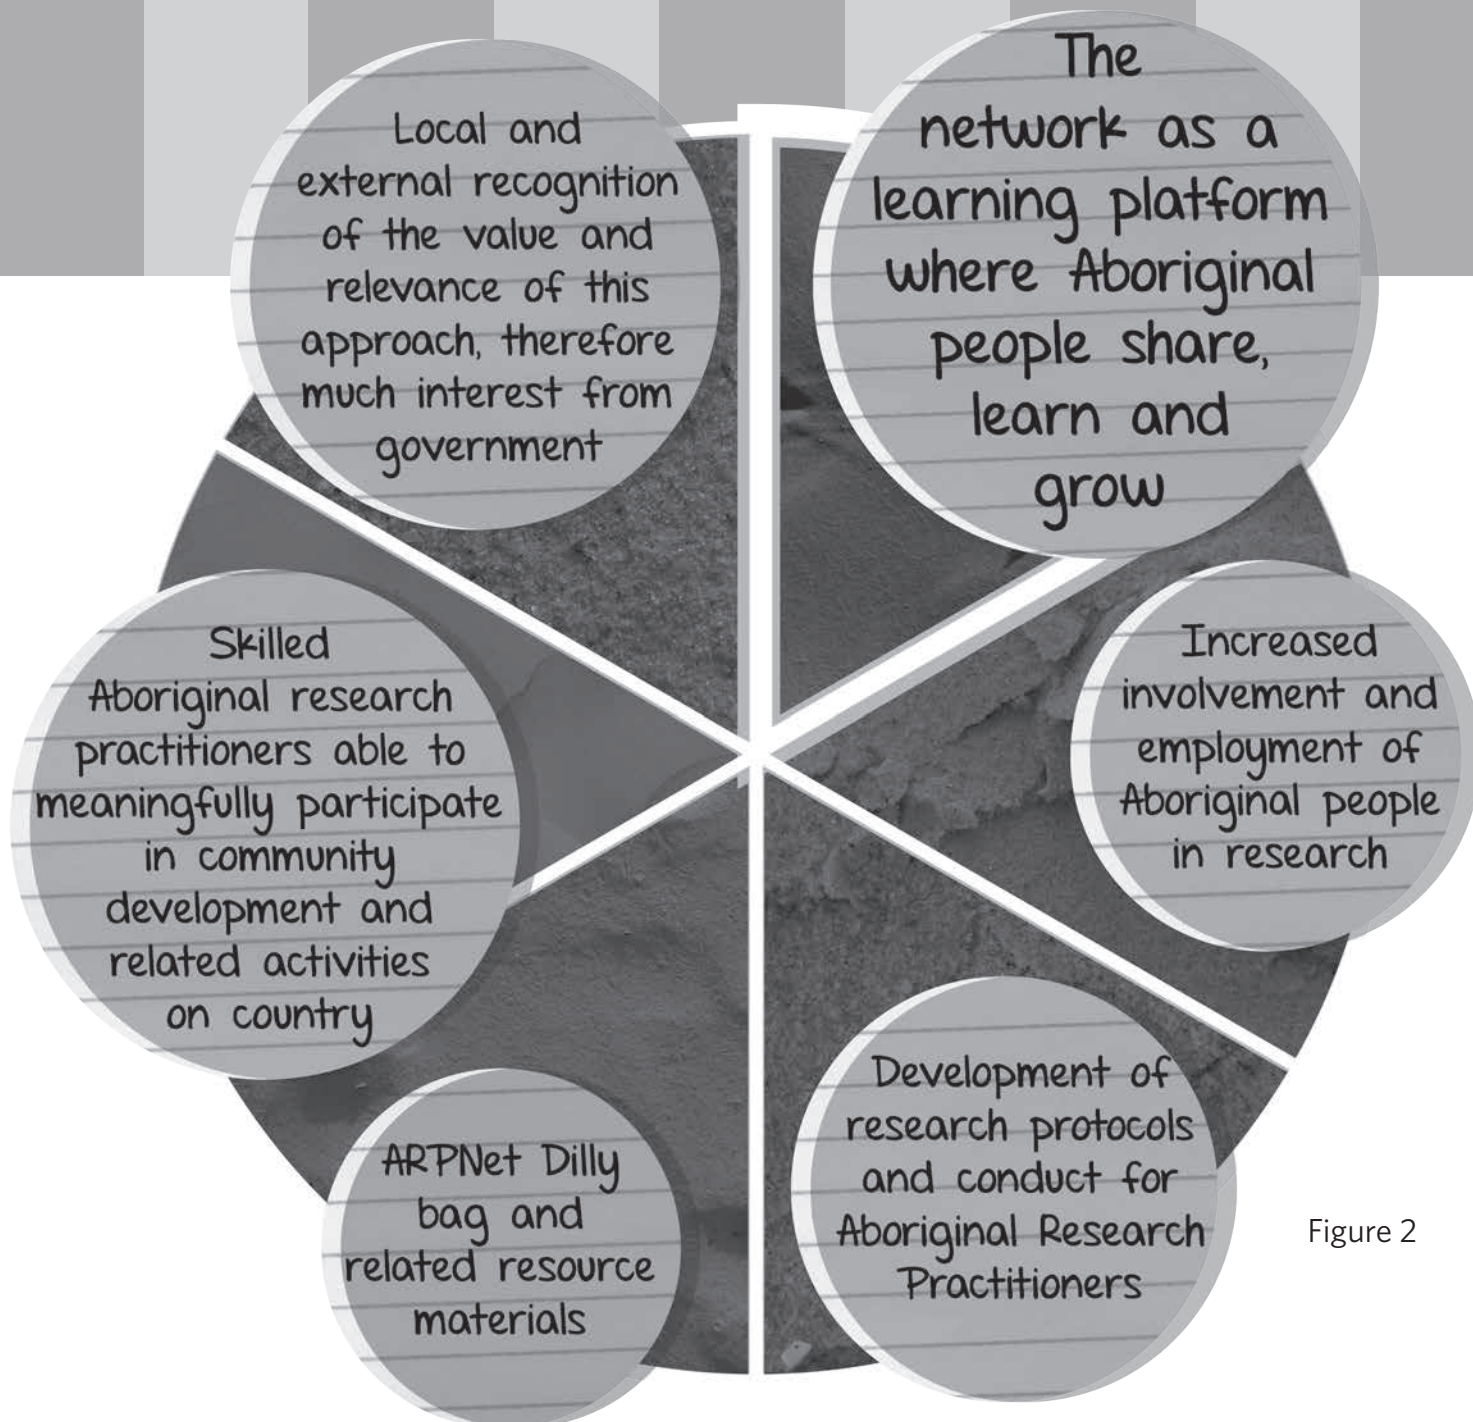 Local and
external recognition
of the value and
relevance of this
approach, therefore
much interest from
government
The
network as a
learning platform
where Aboriginal
people share,
learn and
grow
Skilled
Aboriginal research
practitioners able to
meaningfully participate
in community
development and
related activities
on country
Increased
involvement and
employment of
Aboriginal people
in research
ARPNet Dilly
bag and
related resource
materials
Development of
research protocols
and conduct for
Aboriginal Research
Practitioners
Figure 2